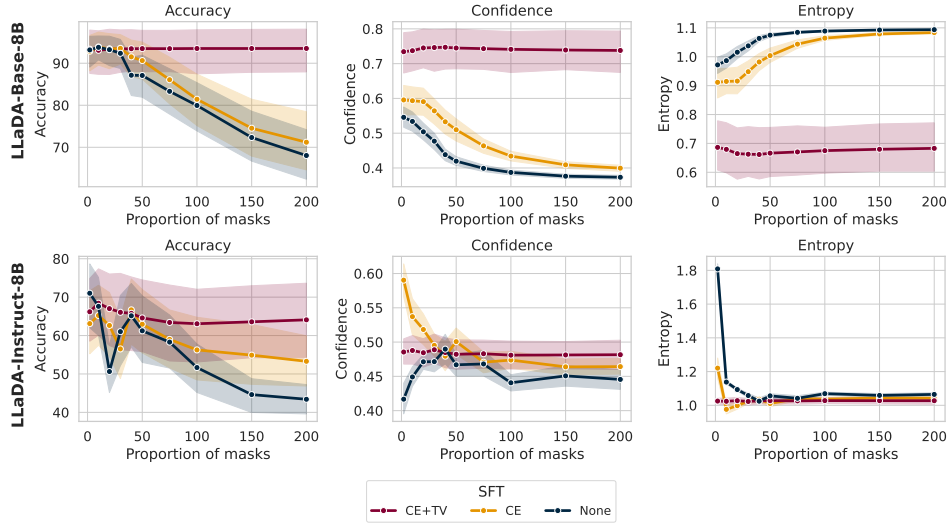 Accuracy
Confidence
Entropy
LLaDA-Base-8B
Accuracy
90
80
70
0 50 100 150 200
Proportion of masks
Confidence
0.8
0.7
0.6
0.5
0.4
0 50 100 150 200
Proportion of masks
Entropy
1.1
1.0
0.9
0.8
0.7
0.6
0 50 100 150 200
Proportion of masks
Accuracy
Confidence
Entropy
LLaDA-Instruct-8B
Accuracy
80
70
60
50
40
0 50 100 150 200
Proportion of masks
Confidence
0.60
0.55
0.50
0.45
0.40
0 50 100 150 200
Proportion of masks
Entropy
1.8
1.6
1.4
1.2
1.0
0 50 100 150 200
Proportion of masks
SFT
CE+TV CE None